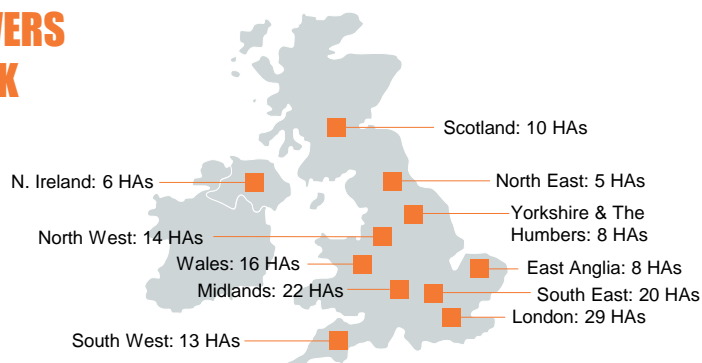 Scotland: 10 HAs
N. Ireland: 6 HAs
North East: 5 HAs
Yorkshire & The
Humbers: 8 HAs
North West: 14 HAs
Wales: 16 HAs
East Anglia: 8 HAs
Midlands: 22 HAs
South East: 20 HAs
London: 29 HAs
South West: 13 HAs